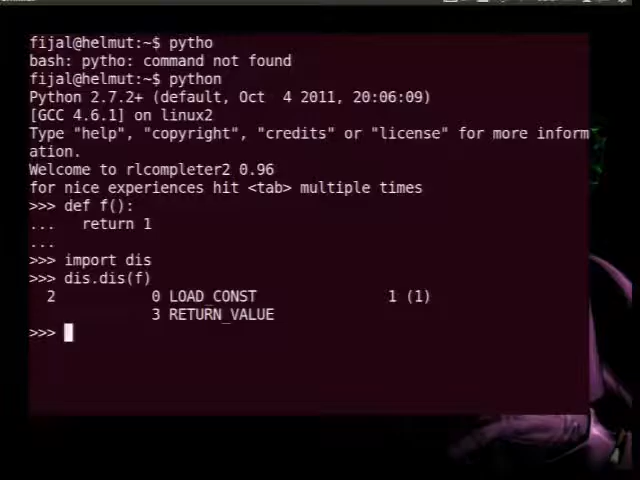 fijal@helmut:~$ pytho
bash: pytho: command not found
fijal@helmut:~$ python
Python 2.7.2+ (default, Oct  4 2011, 20:06:09)
[GCC 4.6.1] on linux2
Type "help", "copyright", "credits" or "license" for more inform
ation.
Welcome to rlcompleter2 0.96
for nice experiences hit <tab> multiple times
>>> def f():
...   return 1
...
>>> import dis
>>> dis.dis(f)
  2           0 LOAD_CONST               1 (1)
              3 RETURN_VALUE
>>>